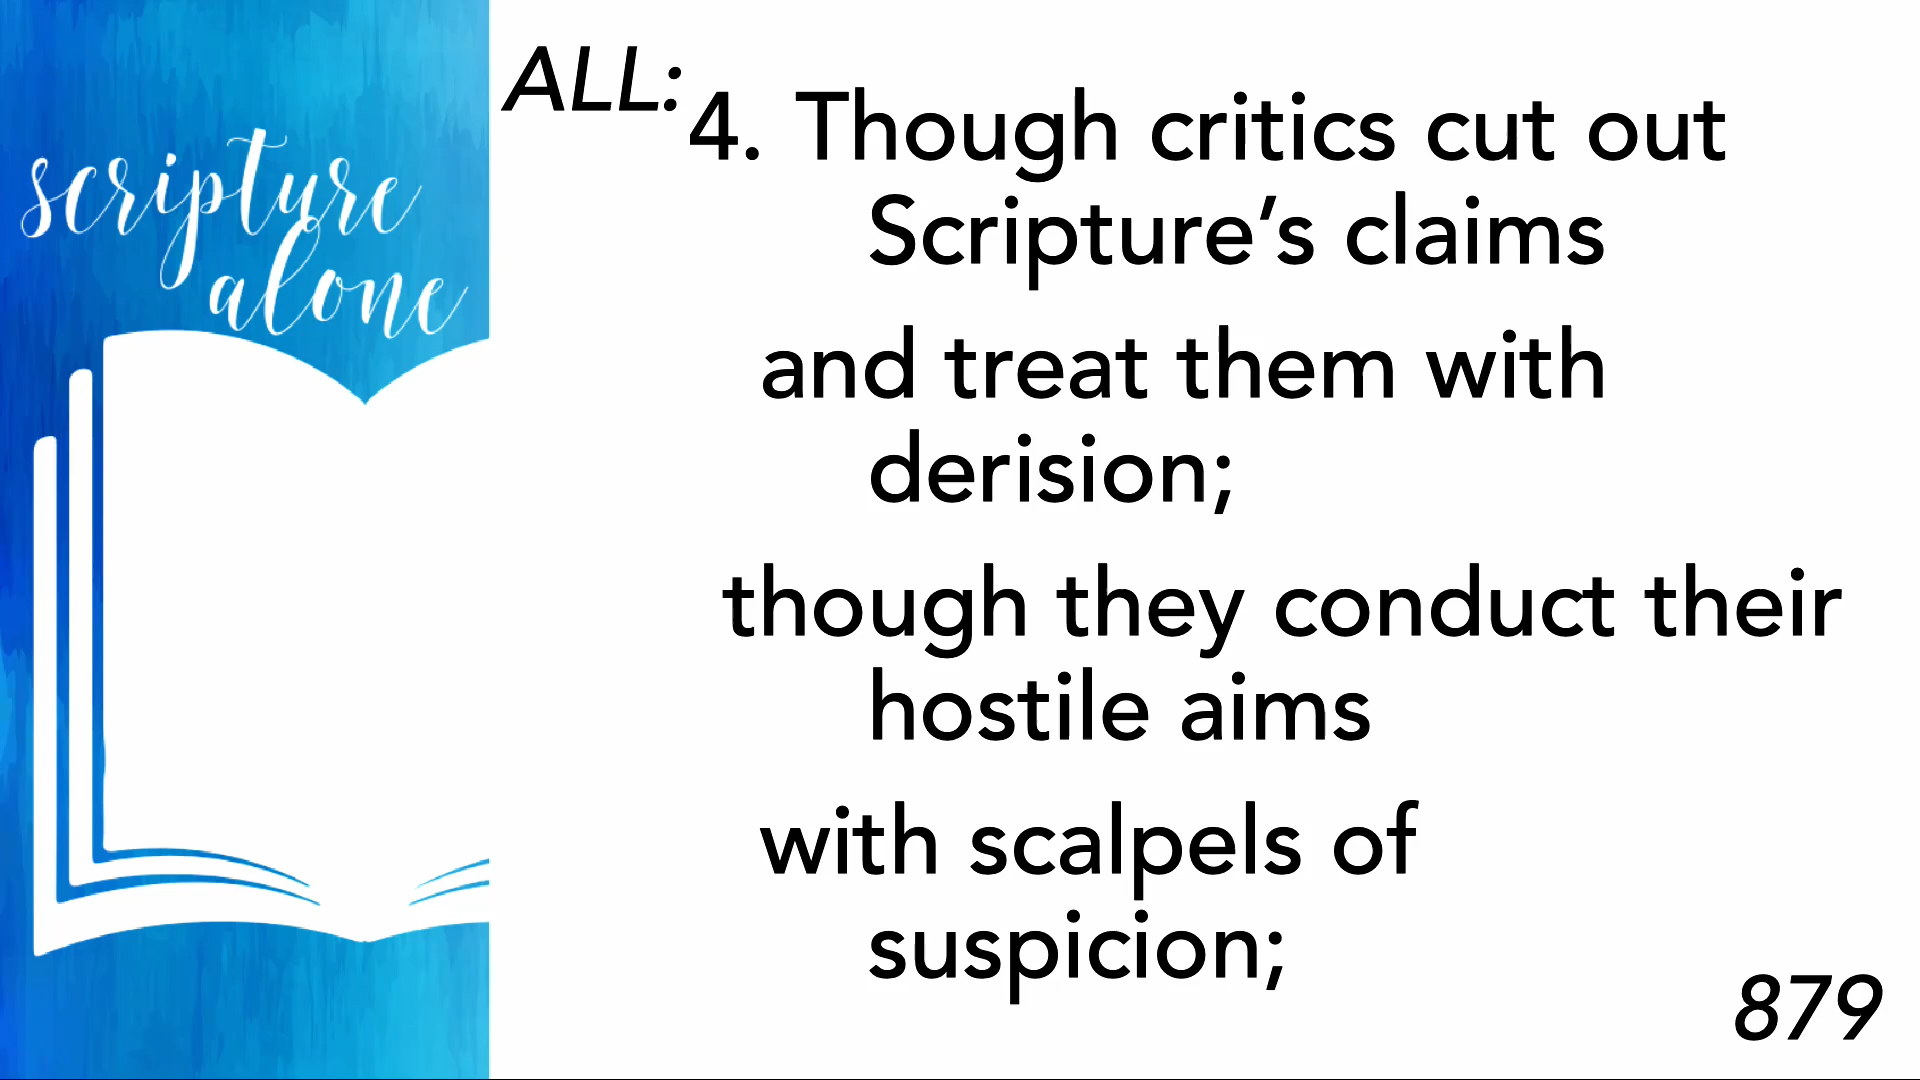 scripture
alone
ALL:
4. Though critics cut out
Scripture’s claims
and treat them with
derision;
though they conduct their
hostile aims
with scalpels of
suspicion;
879